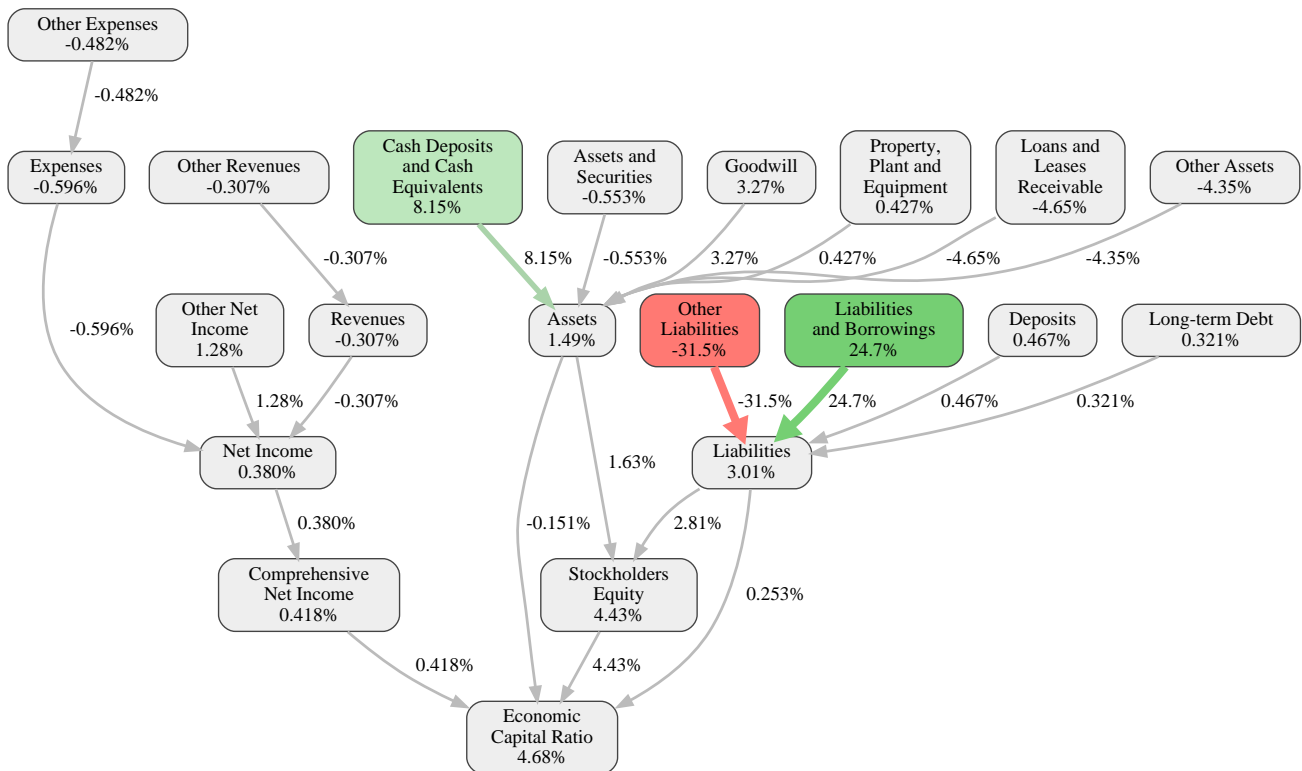 Other Expenses
-0.482%
-0.482%
Expenses
-0.596%
Other Revenues
-0.307%
Cash Deposits
and Cash
Equivalents
8.15%
Assets and
Securities
-0.553%
Goodwill
3.27%
Property,
Plant and
Equipment
0.427%
Loans and
Leases
Receivable
-4.65%
Other Assets
-4.35%
-0.307%
8.15%
-0.553%
3.27%
0.427%
-4.65%
-4.35%
-0.596%
Other Net
Income
1.28%
Revenues
-0.307%
Assets
1.49%
Other
Liabilities
-31.5%
Liabilities
and Borrowings
24.7%
Deposits
0.467%
Long-term Debt
0.321%
1.28%
-0.307%
-31.5%
24.7%
0.467%
0.321%
Net Income
0.380%
1.63%
Liabilities
3.01%
0.380%
-0.151%
2.81%
Comprehensive
Net Income
0.418%
Stockholders
Equity
4.43%
0.253%
0.418%
4.43%
Economic
Capital Ratio
4.68%